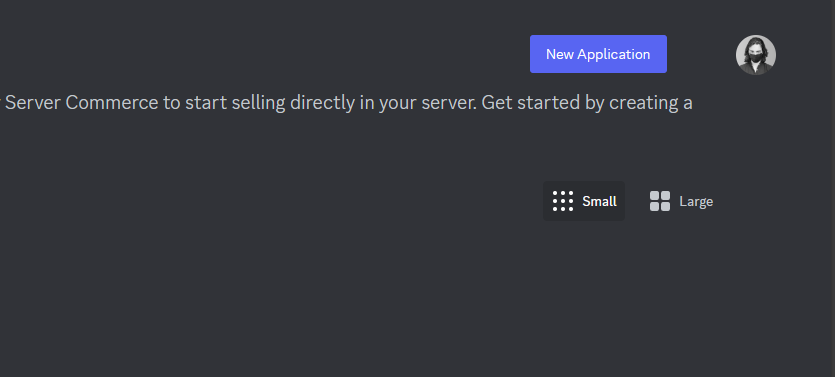 New Application
Server Commerce to start selling directly in your server. Get started by creating a
Small
Large